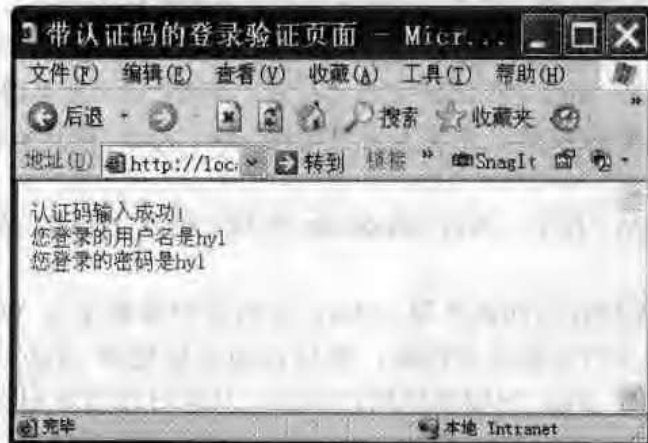 带认证码的登录验证页面 - Micr...
文件(F) 编辑(E) 查看(V) 收藏(A) 工具(T) 帮助(H)
后退 搜索 收藏夹 »
地址(D) http://loc 转到 链接 » SnagIt
认证码输入成功!
您登录的用户名是hyl
您登录的密码是hyl
完毕 本地 Intranet